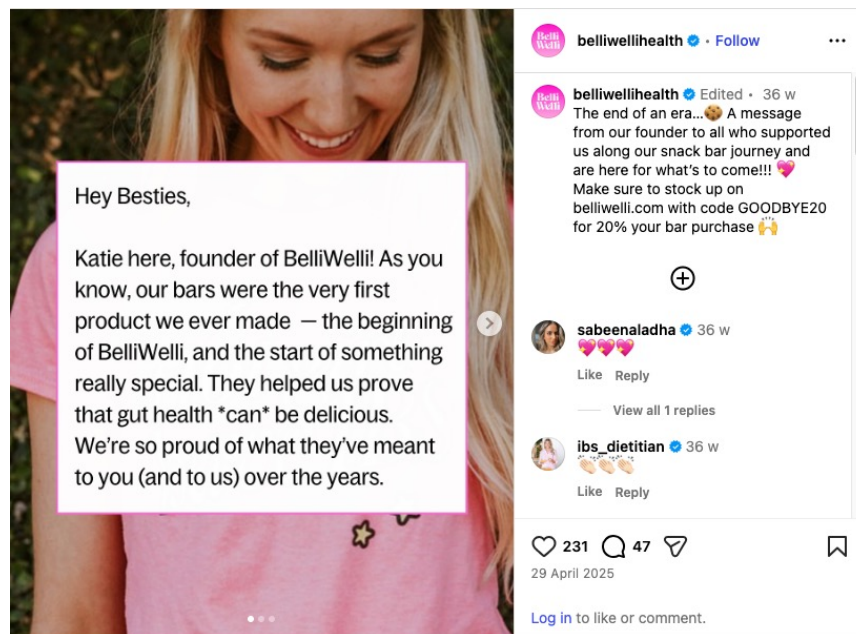 Hey Besties,
Katie here, founder of BelliWelli! As you
know, our bars were the very first
product we ever made — the beginning
of BelliWelli, and the start of something
really special. They helped us prove
that gut health *can* be delicious.
We're so proud of what they've meant
to you (and to us) over the years.
Belli
Welli
belliwellihealth • Follow
Belli
Welli
belliwellihealth Edited • 36 w
The end of an era...🍪 A message
from our founder to all who supported
us along our snack bar journey and
are here for what's to come!!! 💖
Make sure to stock up on
belliwelli.com with code GOODBYE20
for 20% your bar purchase 🙌
sabeenaladha 36 w
💖💖💖
Like Reply
View all 1 replies
ibs_dietitian 36 w
👏🏻👏🏻👏🏻
Like Reply
231 47
29 April 2025
Log in to like or comment.